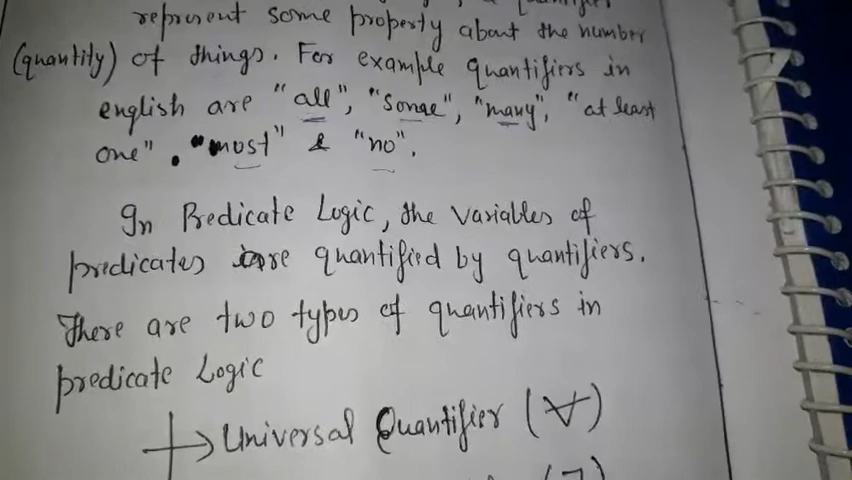 represent some property about the number
(quantity) of things. For example quantifiers in
english are "all", "some", "many", "at least
one", "most" & "no".
In Predicate Logic, the variables of
predicates are quantified by quantifiers.
There are two types of quantifiers in
predicate Logic
→ Universal Quantifier (∀)